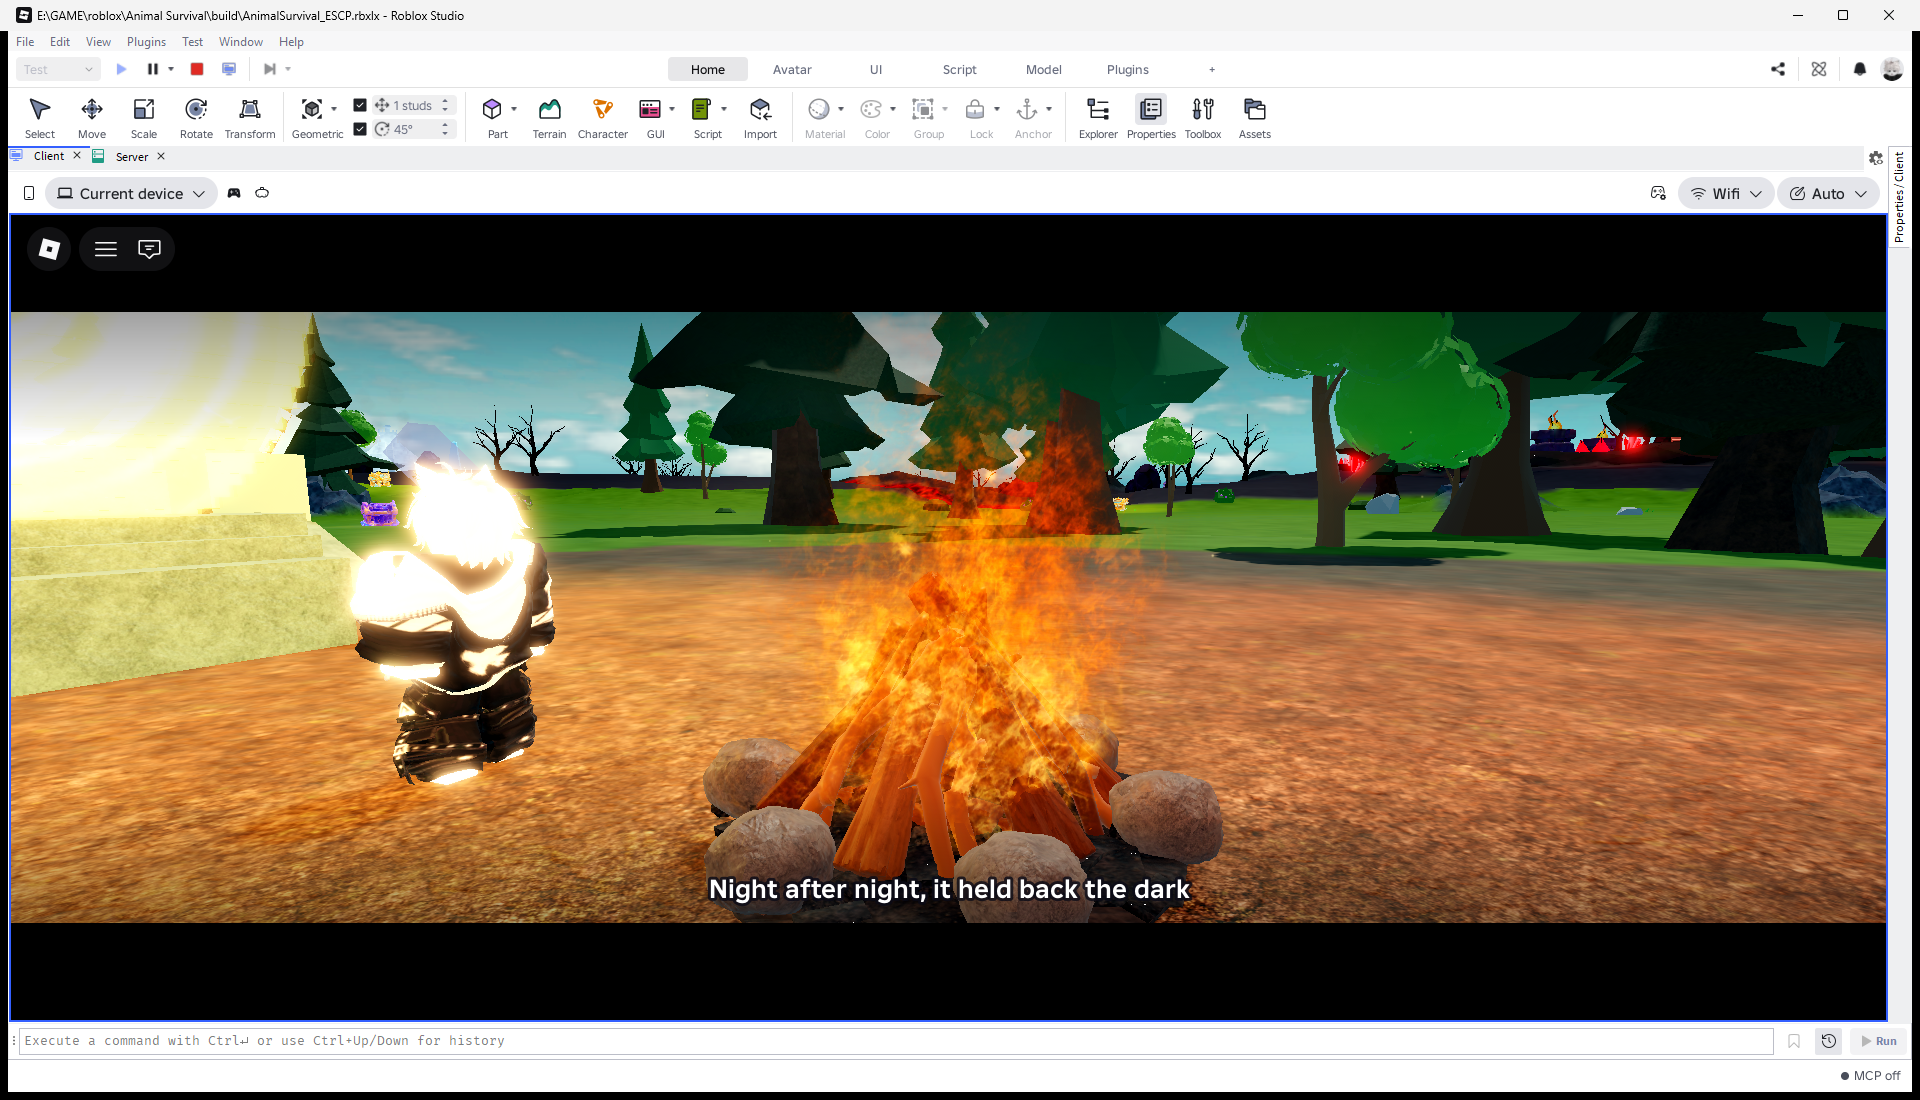 E:\GAME\roblox\Animal Survival\build\AnimalSurvival_ESCP.rbxlx - Roblox Studio
File Edit View Plugins Test Window Help
Test
Home Avatar UI Script Model Plugins +
Select Move Scale Rotate Transform Geometric 1 studs 45° Part Terrain Character GUI Script Import Material Color Group Lock Anchor Explorer Properties Toolbox Assets
Client Server
Properties / Client
Current device Wifi Auto
Night after night, it held back the dark
Execute a command with Ctrl↵ or use Ctrl+Up/Down for history
Run
MCP off